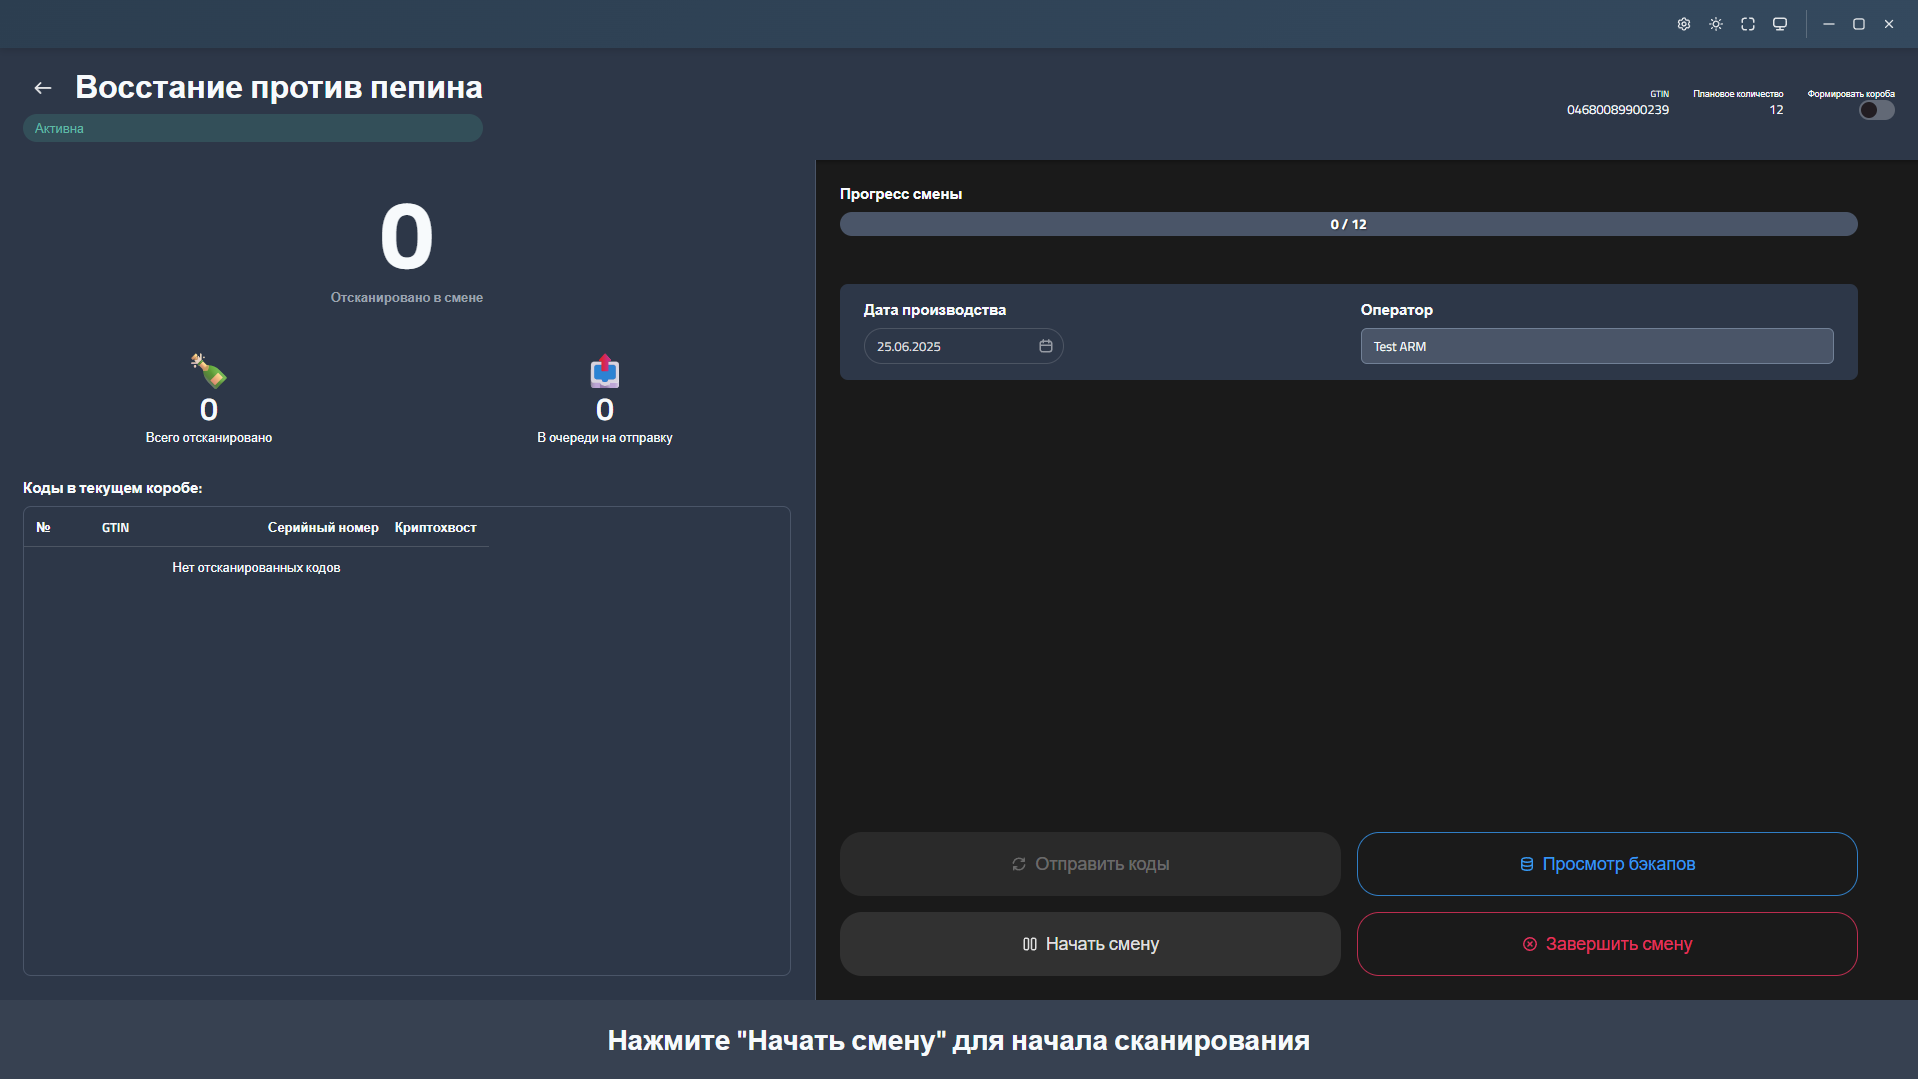 Восстание против пепина
Активна
GTIN
04680089900239
Плановое количество
12
Формировать короба
0
Отсканировано в смене
0
Всего отсканировано
0
В очереди на отправку
Коды в текущем коробе:
№ GTIN Серийный номер Криптохвост
Нет отсканированных кодов
Прогресс смены
0 / 12
Дата производства
25.06.2025
Оператор
Test ARM
Отправить коды
Просмотр бэкапов
Начать смену
Завершить смену
Нажмите "Начать смену" для начала сканирования